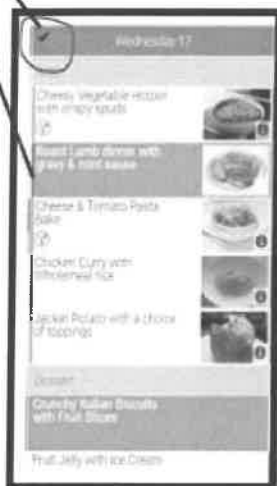 Wednesday 17
Cheesy Vegetable Hotpot
with crispy spuds
Roast Lamb dinner with
gravy & mint sauce
Cheese & Tomato Pasta
Bake
Chicken Curry with
Wholemeal rice
Jacket Potato with a choice
of toppings
Dessert
Crunchy Italian Biscuits
with Fruit Slices
Fruit Jelly with Ice Cream